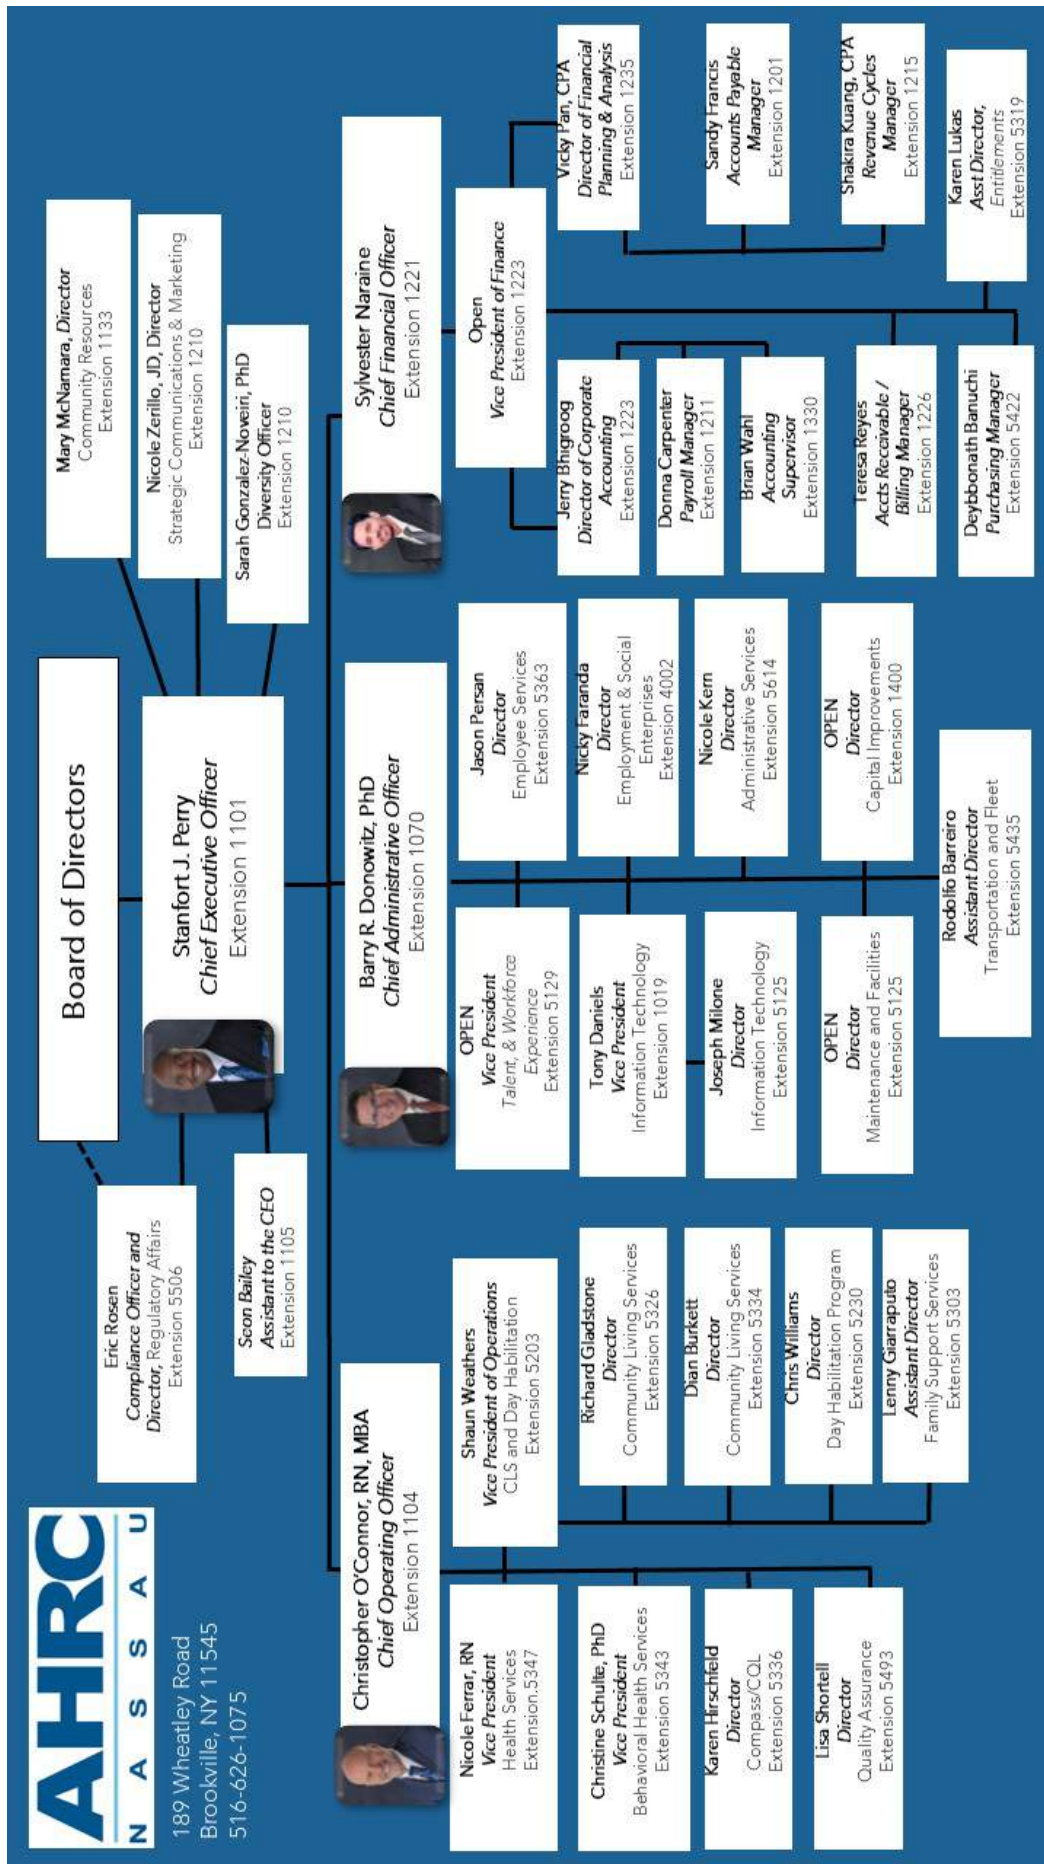 AHRC
NASSAU
189 Wheatley Road
Brookville, NY 11545
516-626-1075
Board of Directors
Eric Rosen
Compliance Officer and
Director, Regulatory Affairs
Extension 5506
Seon Bailey
Assistant to the CEO
Extension 1105
Stanfort J. Perry
Chief Executive Officer
Extension 1101
Mary McNamara, Director
Community Resources
Extension 1133
Nicole Zerillo, JD, Director
Strategic Communications & Marketing
Extension 1210
Sarah Gonzalez-Noveiri, PhD
Diversity Officer
Extension 1210
Christopher O'Connor, RN, MBA
Chief Operating Officer
Extension 1104
Nicole Ferrar, RN
Vice President
Health Services
Extension.5347
Christine Schulte, PhD
Vice President
Behavioral Health Services
Extension 5343
Karen Hirschfeld
Director
Compass/CQL
Extension 5336
Lisa Shortell
Director
Quality Assurance
Extension 5493
Shaun Weathers
Vice President of Operations
CLS and Day Habilitation
Extension 5203
Richard Gladstone
Director
Community Living Services
Extension 5326
Dian Burkett
Director
Community Living Services
Extension 5334
Chris Williams
Director
Day Habilitation Program
Extension 5230
Lenny Giarraputo
Assistant Director
Family Support Services
Extension 5303
Barry R. Donowitz, PhD
Chief Administrative Officer
Extension 1070
OPEN
Vice President
Talent, & Workforce
Experience
Extension 5129
Tony Daniels
Vice President
Information Technology
Extension 1019
Joseph Milone
Director
Information Technology
Extension 5125
OPEN
Director
Maintenance and Facilities
Extension 5125
Jason Persan
Director
Employee Services
Extension 5363
Nicky Faranda
Director
Employment & Social
Enterprises
Extension 4002
Nicole Kern
Director
Administrative Services
Extension 5614
OPEN
Director
Capital Improvements
Extension 1400
Rodolfo Barreiro
Assistant Director
Transportation and Fleet
Extension 5435
Sylvester Naraine
Chief Financial Officer
Extension 1221
Open
Vice President of Finance
Extension 1223
Jerry Bhigroog
Director of Corporate
Accounting
Extension 1223
Donna Carpenter
Payroll Manager
Extension 1211
Brian Wahl
Accounting
Supervisor
Extension 1330
Teresa Reyes
Accts Receivable /
Billing Manager
Extension 1226
Deybbonath Banuchi
Purchasing Manager
Extension 5422
Vicky Pan, CPA
Director of Financial
Planning & Analysis
Extension 1235
Sandy Francis
Accounts Payable
Manager
Extension 1201
Shakira Kuang, CPA
Revenue Cycles
Manager
Extension 1215
Karen Lukas
Asst Director,
Entitlements
Extension 5319